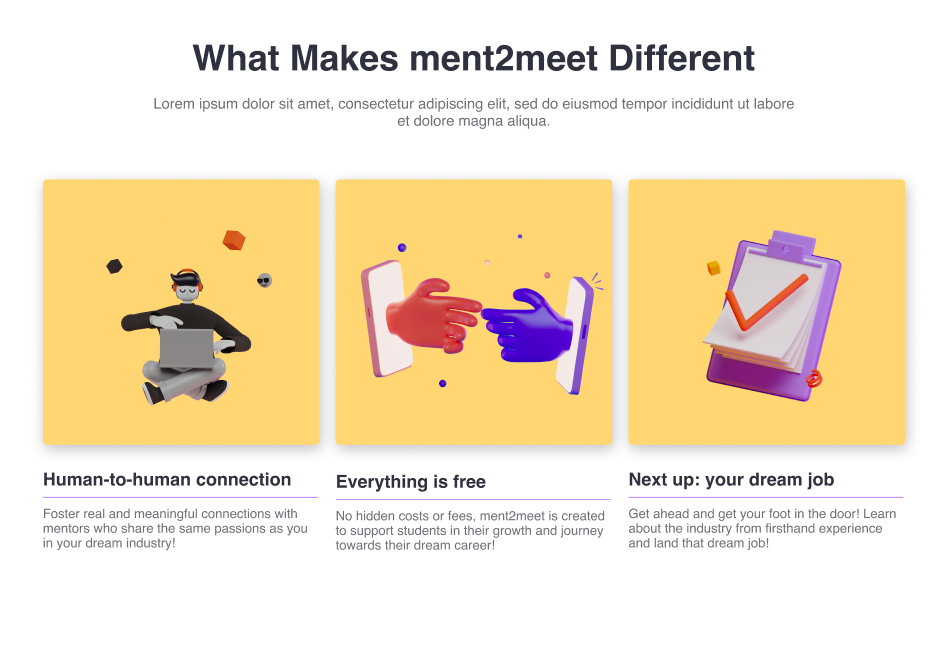 What Makes ment2meet Different
Lorem ipsum dolor sit amet, consectetur adipiscing elit, sed do eiusmod tempor incididunt ut labore
et dolore magna aliqua.
Human-to-human connection
Foster real and meaningful connections with
mentors who share the same passions as you
in your dream industry!
Everything is free
No hidden costs or fees, ment2meet is created
to support students in their growth and journey
towards their dream career!
Next up: your dream job
Get ahead and get your foot in the door! Learn
about the industry from firsthand experience
and land that dream job!